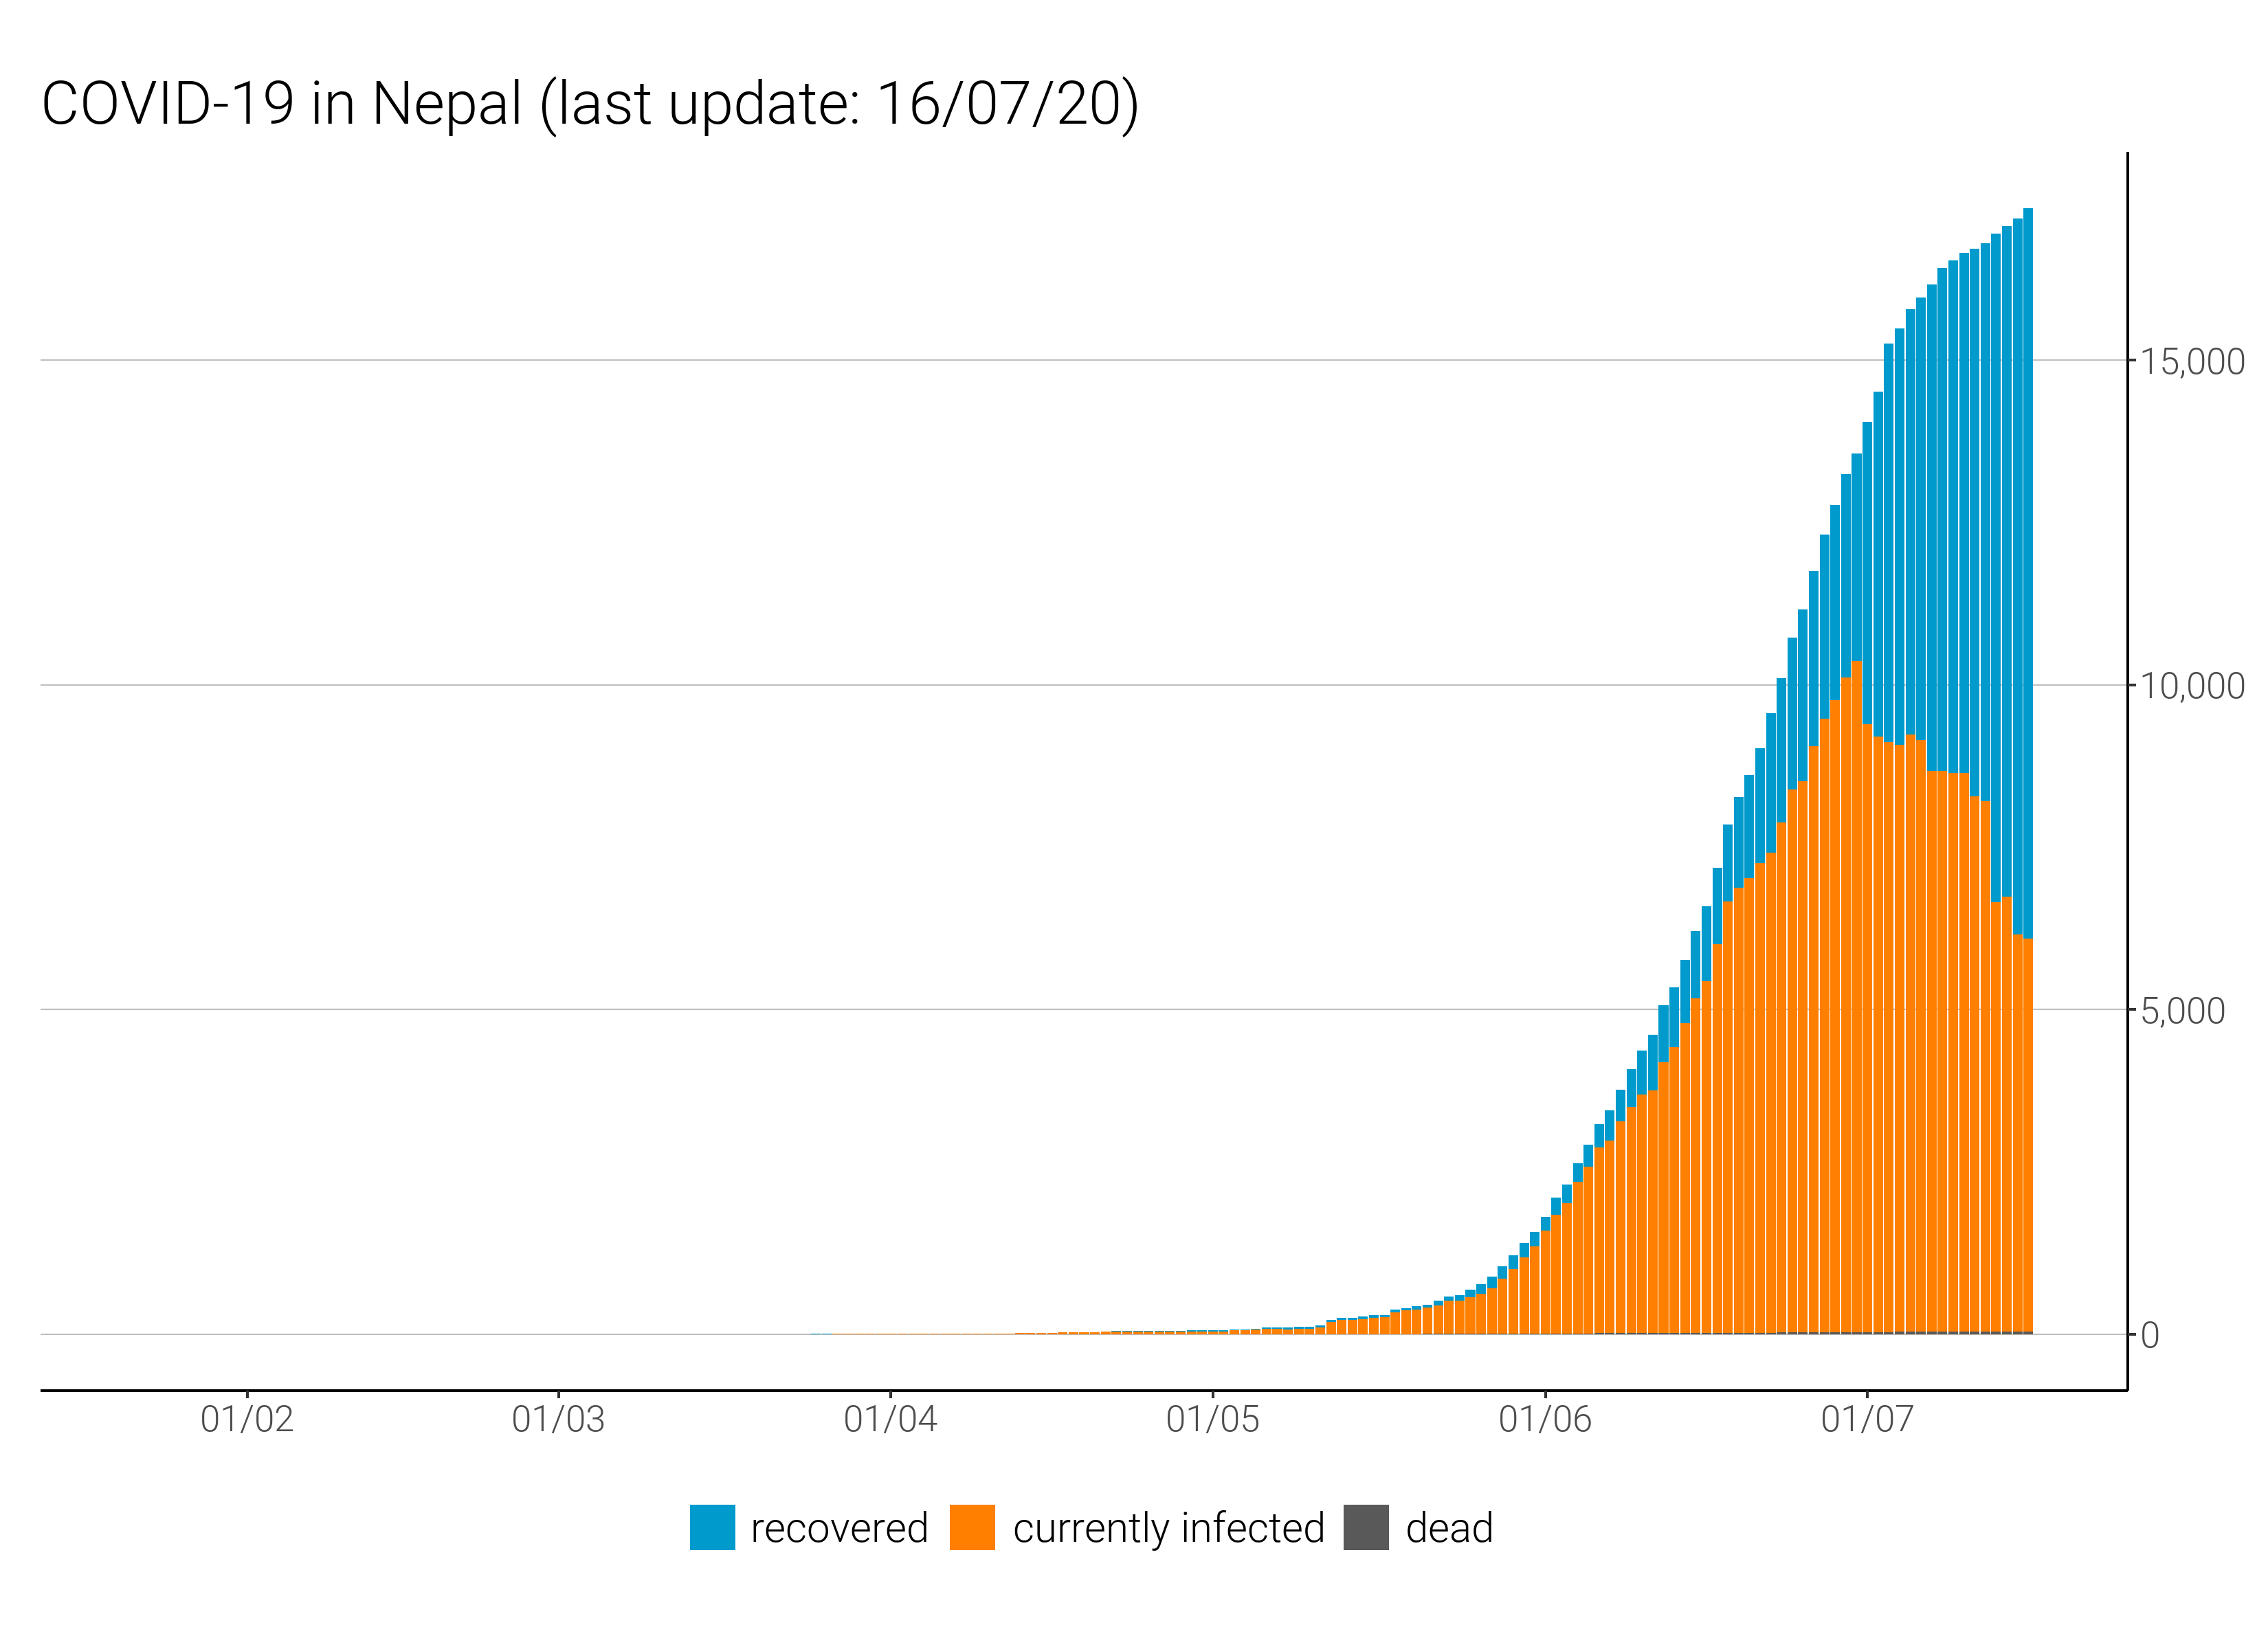 COVID-19 in Nepal (last update: 16/07/20)
15,000
10,000
5,000
0
01/02 01/03 01/04 01/05 01/06 01/07
recovered currently infected dead